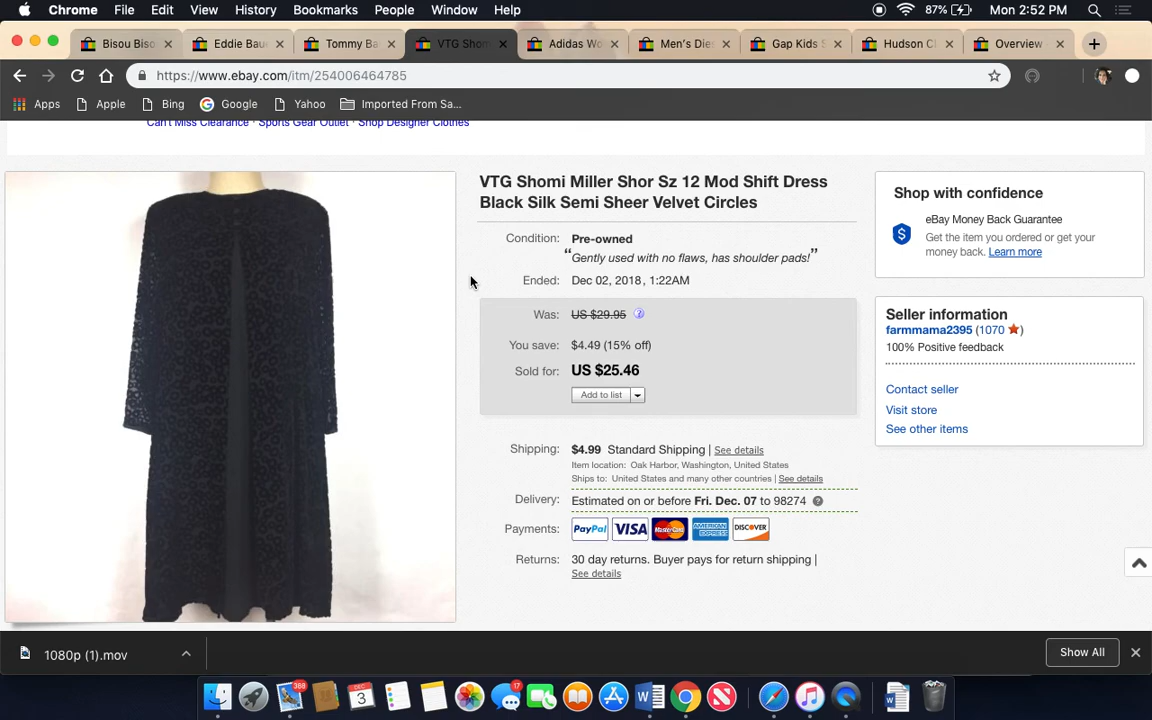 Chrome File Edit View History Bookmarks People Window Help 87% Mon 2:52 PM
Bisou Biso Eddie Bau Tommy Ba VTG Shom Adidas Wo Men's Die Gap Kids S Hudson C Overview
https://www.ebay.com/itm/254006464785
Apps Apple Bing Google Yahoo Imported From Sa...
Can't Miss Clearance · Sports Gear Outlet · Shop Designer Clothes
VTG Shomi Miller Shor Sz 12 Mod Shift Dress
Black Silk Semi Sheer Velvet Circles
Condition: Pre-owned
“Gently used with no flaws, has shoulder pads!”
Ended: Dec 02, 2018 , 1:22AM
Was: US $29.95 ?
You save: $4.49 (15% off)
Sold for: US $25.46
Add to list
Shipping: $4.99 Standard Shipping | See details
Item location: Oak Harbor, Washington, United States
Ships to: United States and many other countries | See details
Delivery: Estimated on or before Fri. Dec. 07 to 98274 ?
Payments: PayPal VISA MasterCard AMERICAN EXPRESS DISCOVER
Returns: 30 day returns. Buyer pays for return shipping |
See details
Shop with confidence
eBay Money Back Guarantee
Get the item you ordered or get your
money back. Learn more
Seller information
farmmama2395 (1070 )
100% Positive feedback
Contact seller
Visit store
See other items
1080p (1).mov Show All
388 DEC 3 17